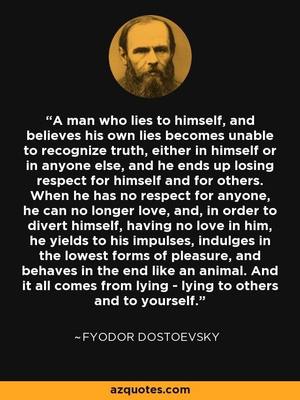 “A man who lies to himself, and
believes his own lies becomes unable
to recognize truth, either in himself or
in anyone else, and he ends up losing
respect for himself and for others.
When he has no respect for anyone,
he can no longer love, and, in order to
divert himself, having no love in him,
he yields to his impulses, indulges in
the lowest forms of pleasure, and
behaves in the end like an animal. And
it all comes from lying - lying to others
and to yourself.”
~FYODOR DOSTOEVSKY
azquotes.com